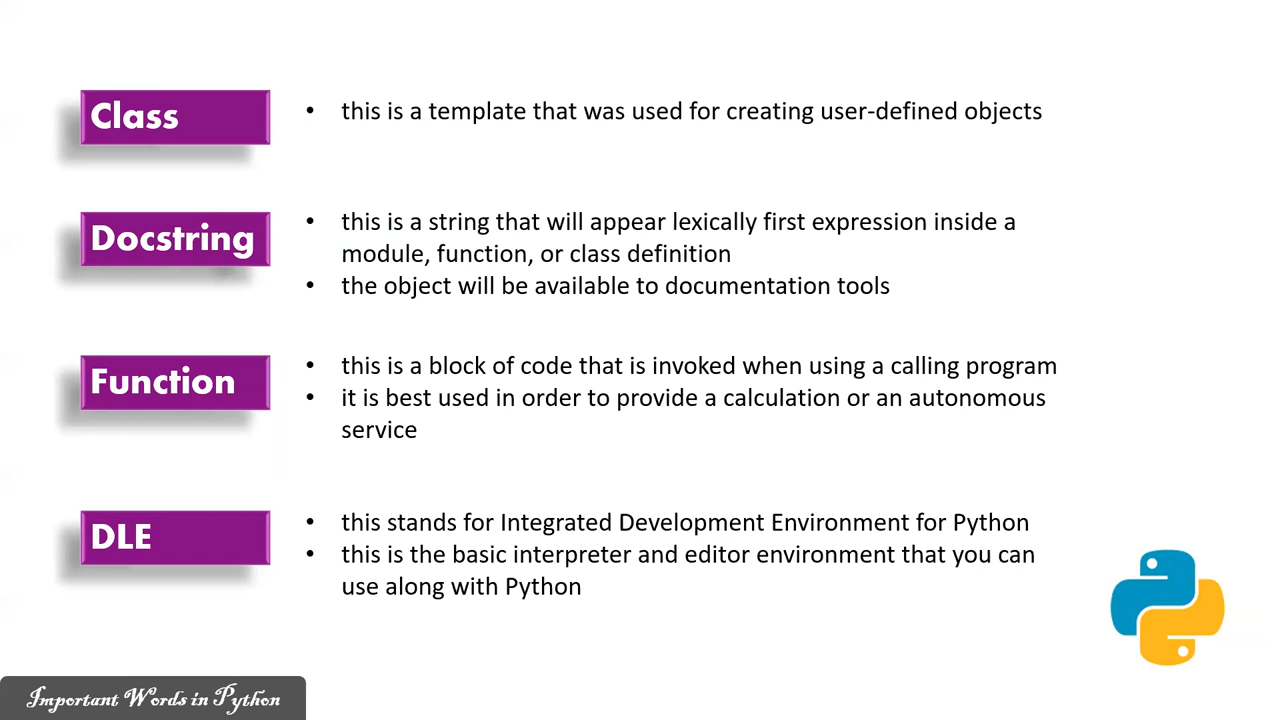 Class
• this is a template that was used for creating user-defined objects
Docstring
• this is a string that will appear lexically first expression inside a
module, function, or class definition
• the object will be available to documentation tools
Function
• this is a block of code that is invoked when using a calling program
• it is best used in order to provide a calculation or an autonomous
service
DLE
• this stands for Integrated Development Environment for Python
• this is the basic interpreter and editor environment that you can
use along with Python
Important Words in Python